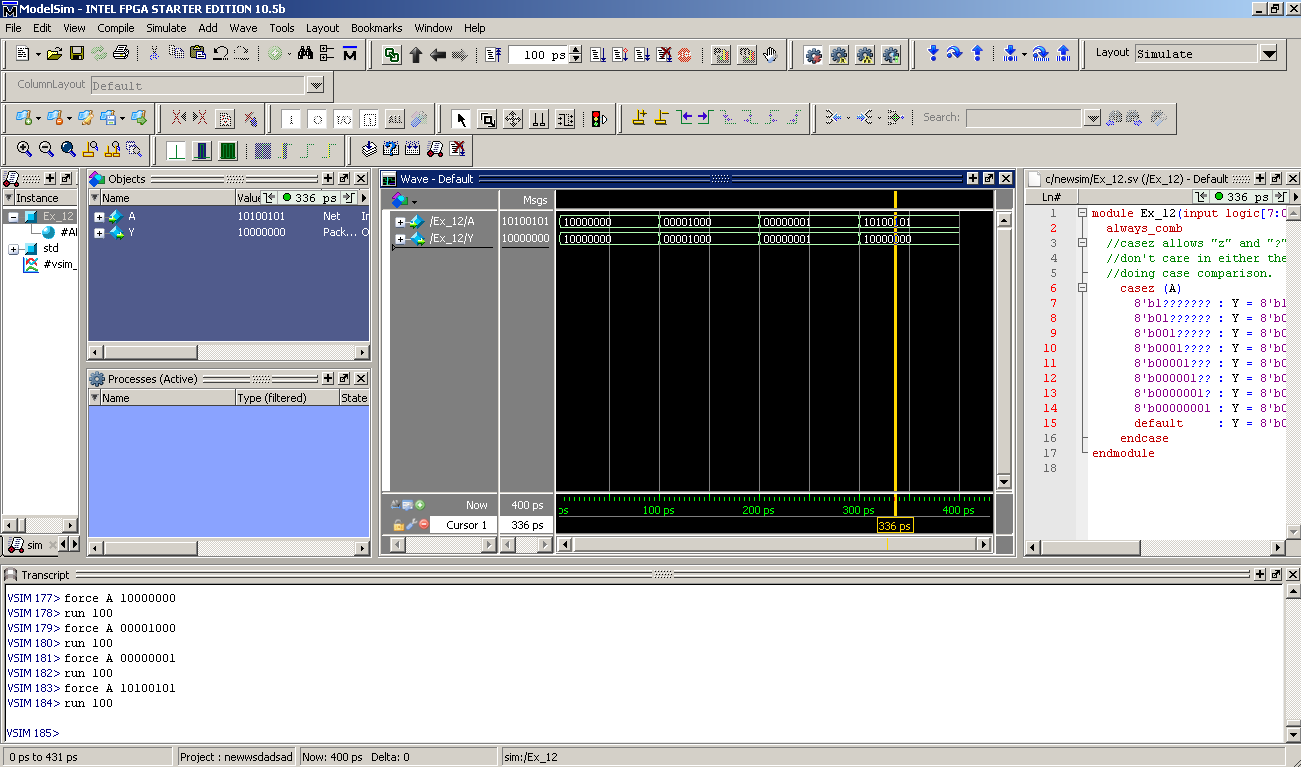 ModelSim - INTEL FPGA STARTER EDITION 10.5b
File Edit View Compile Simulate Add Wave Tools Layout Bookmarks Window Help
100 ps
Layout Simulate
ColumnLayout Default
Search:
Instance
Ex_12
#Al
std
#vsim_
sim
Objects
Name Value 336 ps
A 10100101 Net In
Y 10000000 Pack... O
Processes (Active)
Name Type (filtered) State
Wave - Default
Msgs
/Ex_12/A 10100101 10000000 00001000 00000001 10100101
/Ex_12/Y 10000000 10000000 00001000 00000001 10000000
Now 400 ps ps 100 ps 200 ps 300 ps 400 ps
Cursor 1 336 ps 336 ps
c/newsim/Ex_12.sv (/Ex_12) - Default
Ln# 336 ps
1 module Ex_12(input logic[7:0
2 always_comb
3 //casez allows "z" and "?"
4 //don't care in either the
5 //doing case comparison.
6 casez (A)
7 8'b1??????? : Y = 8'b1
8 8'b01?????? : Y = 8'b0
9 8'b001????? : Y = 8'b0
10 8'b0001???? : Y = 8'b0
11 8'b00001??? : Y = 8'b0
12 8'b000001?? : Y = 8'b0
13 8'b0000001? : Y = 8'b0
14 8'b00000001 : Y = 8'b0
15 default : Y = 8'b0
16 endcase
17 endmodule
18
Transcript
VSIM 177> force A 10000000
VSIM 178> run 100
VSIM 179> force A 00001000
VSIM 180> run 100
VSIM 181> force A 00000001
VSIM 182> run 100
VSIM 183> force A 10100101
VSIM 184> run 100
VSIM 185>
0 ps to 431 ps Project : newwsdadsad Now: 400 ps Delta: 0 sim:/Ex_12